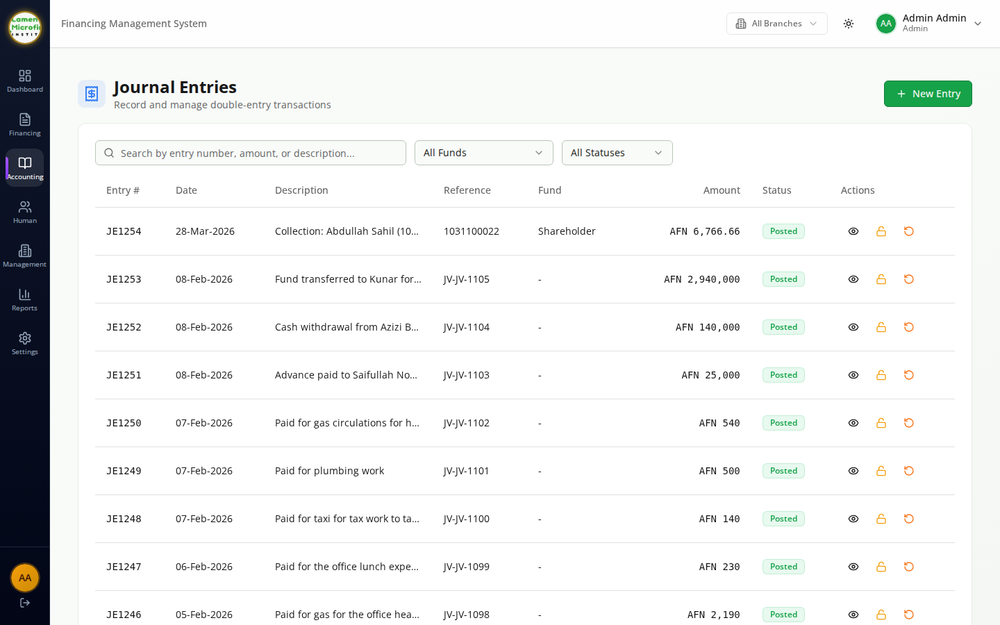 Lamen
Microfi
INSTIT
Financing Management System
All Branches
AA
Admin Admin
Admin
Dashboard
Financing
Accounting
Human
Management
Reports
Settings
AA
Journal Entries
Record and manage double-entry transactions
New Entry
Search by entry number, amount, or description...
All Funds
All Statuses
Entry # Date Description Reference Fund Amount Status Actions
JE1254 28-Mar-2026 Collection: Abdullah Sahil (10... 1031100022 Shareholder AFN 6,766.66 Posted
JE1253 08-Feb-2026 Fund transferred to Kunar for... JV-JV-1105 - AFN 2,940,000 Posted
JE1252 08-Feb-2026 Cash withdrawal from Azizi B... JV-JV-1104 - AFN 140,000 Posted
JE1251 08-Feb-2026 Advance paid to Saifullah No... JV-JV-1103 - AFN 25,000 Posted
JE1250 07-Feb-2026 Paid for gas circulations for h... JV-JV-1102 - AFN 540 Posted
JE1249 07-Feb-2026 Paid for plumbing work JV-JV-1101 - AFN 500 Posted
JE1248 07-Feb-2026 Paid for taxi for tax work to ta... JV-JV-1100 - AFN 140 Posted
JE1247 06-Feb-2026 Paid for the office lunch expe... JV-JV-1099 - AFN 230 Posted
JE1246 05-Feb-2026 Paid for gas for the office hea... JV-JV-1098 - AFN 2,190 Posted